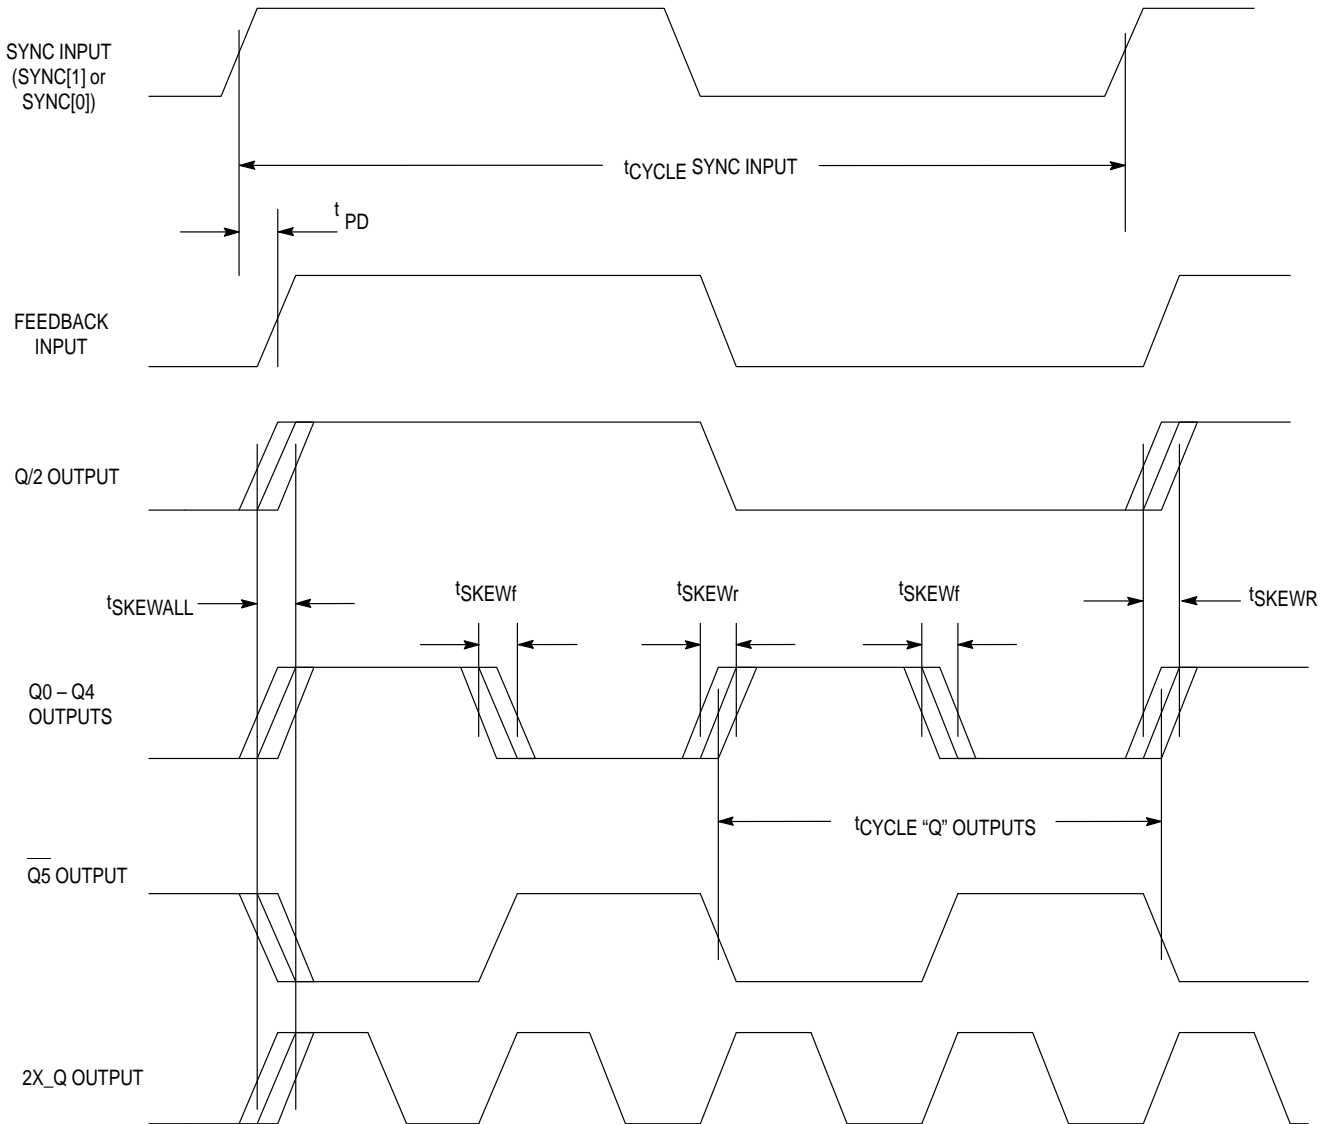 SYNC INPUT
(SYNC[1] or
SYNC[0])
tCYCLE SYNC INPUT
t PD
FEEDBACK
INPUT
Q/2 OUTPUT
tSKEWALL
tSKEWf
tSKEWr
tSKEWf
tSKEWR
Q0 – Q4
OUTPUTS
tCYCLE “Q” OUTPUTS
Q5 OUTPUT
2X_Q OUTPUT